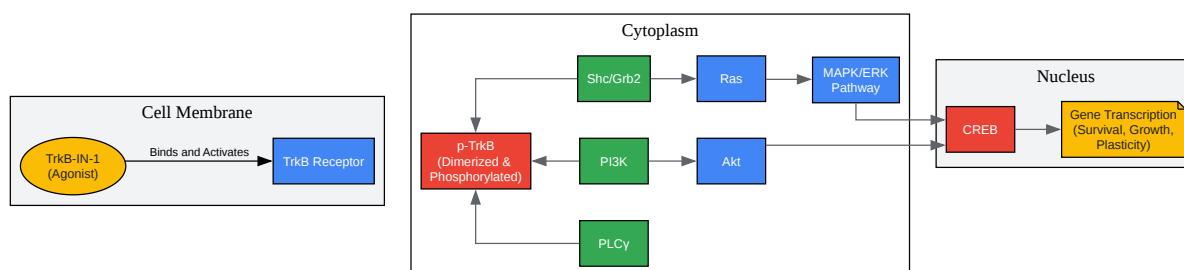 Cell Membrane
TrkB-IN-1
(Agonist)
Binds and Activates
TrkB Receptor
Cytoplasm
Shc/Grb2
Ras
MAPK/ERK
Pathway
p-TrkB
(Dimerized &
Phosphorylated)
PI3K
Akt
PLCγ
Nucleus
CREB
Gene Transcription
(Survival, Growth,
Plasticity)